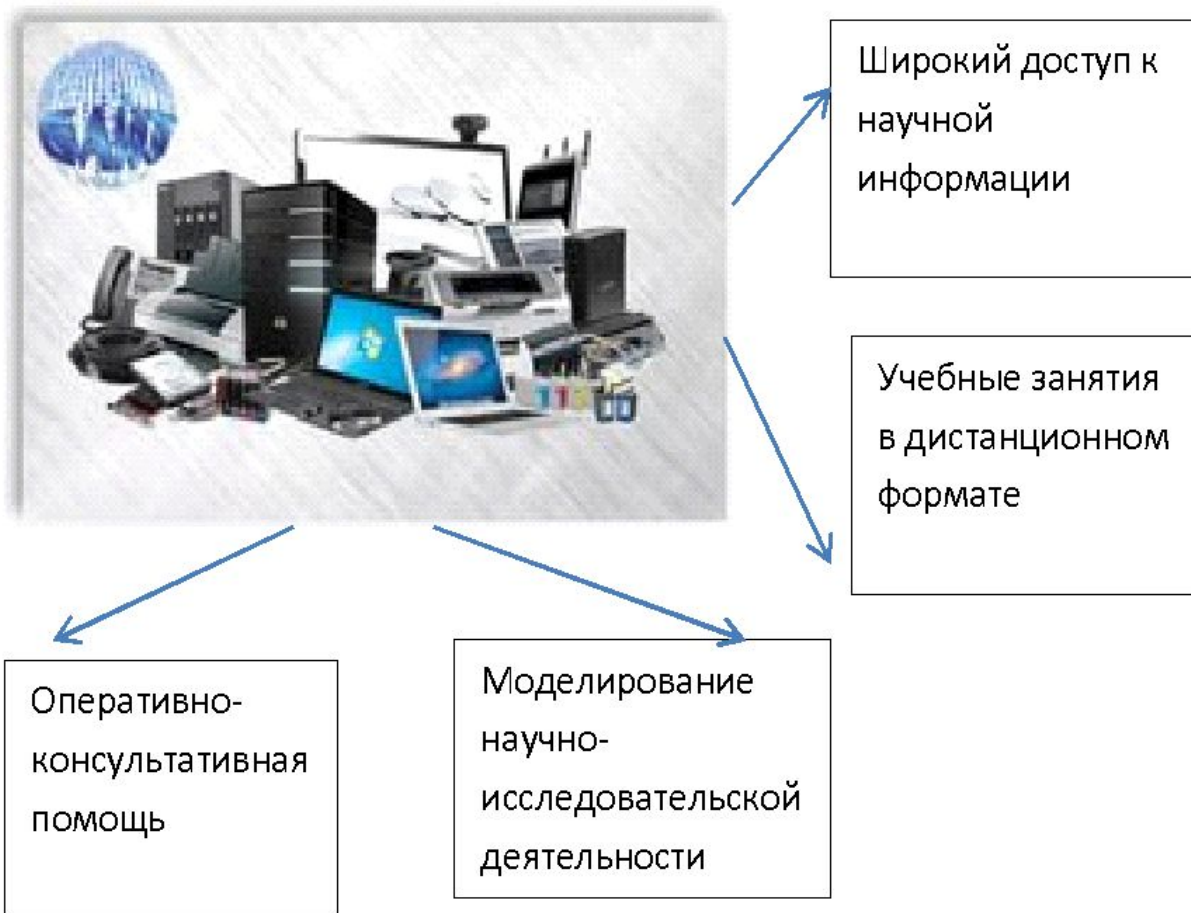 Широкий доступ к
научной
информации
Учебные занятия
в дистанционном
формате
Оперативно-
консультативная
помощь
Моделирование
научно-
исследовательской
деятельности